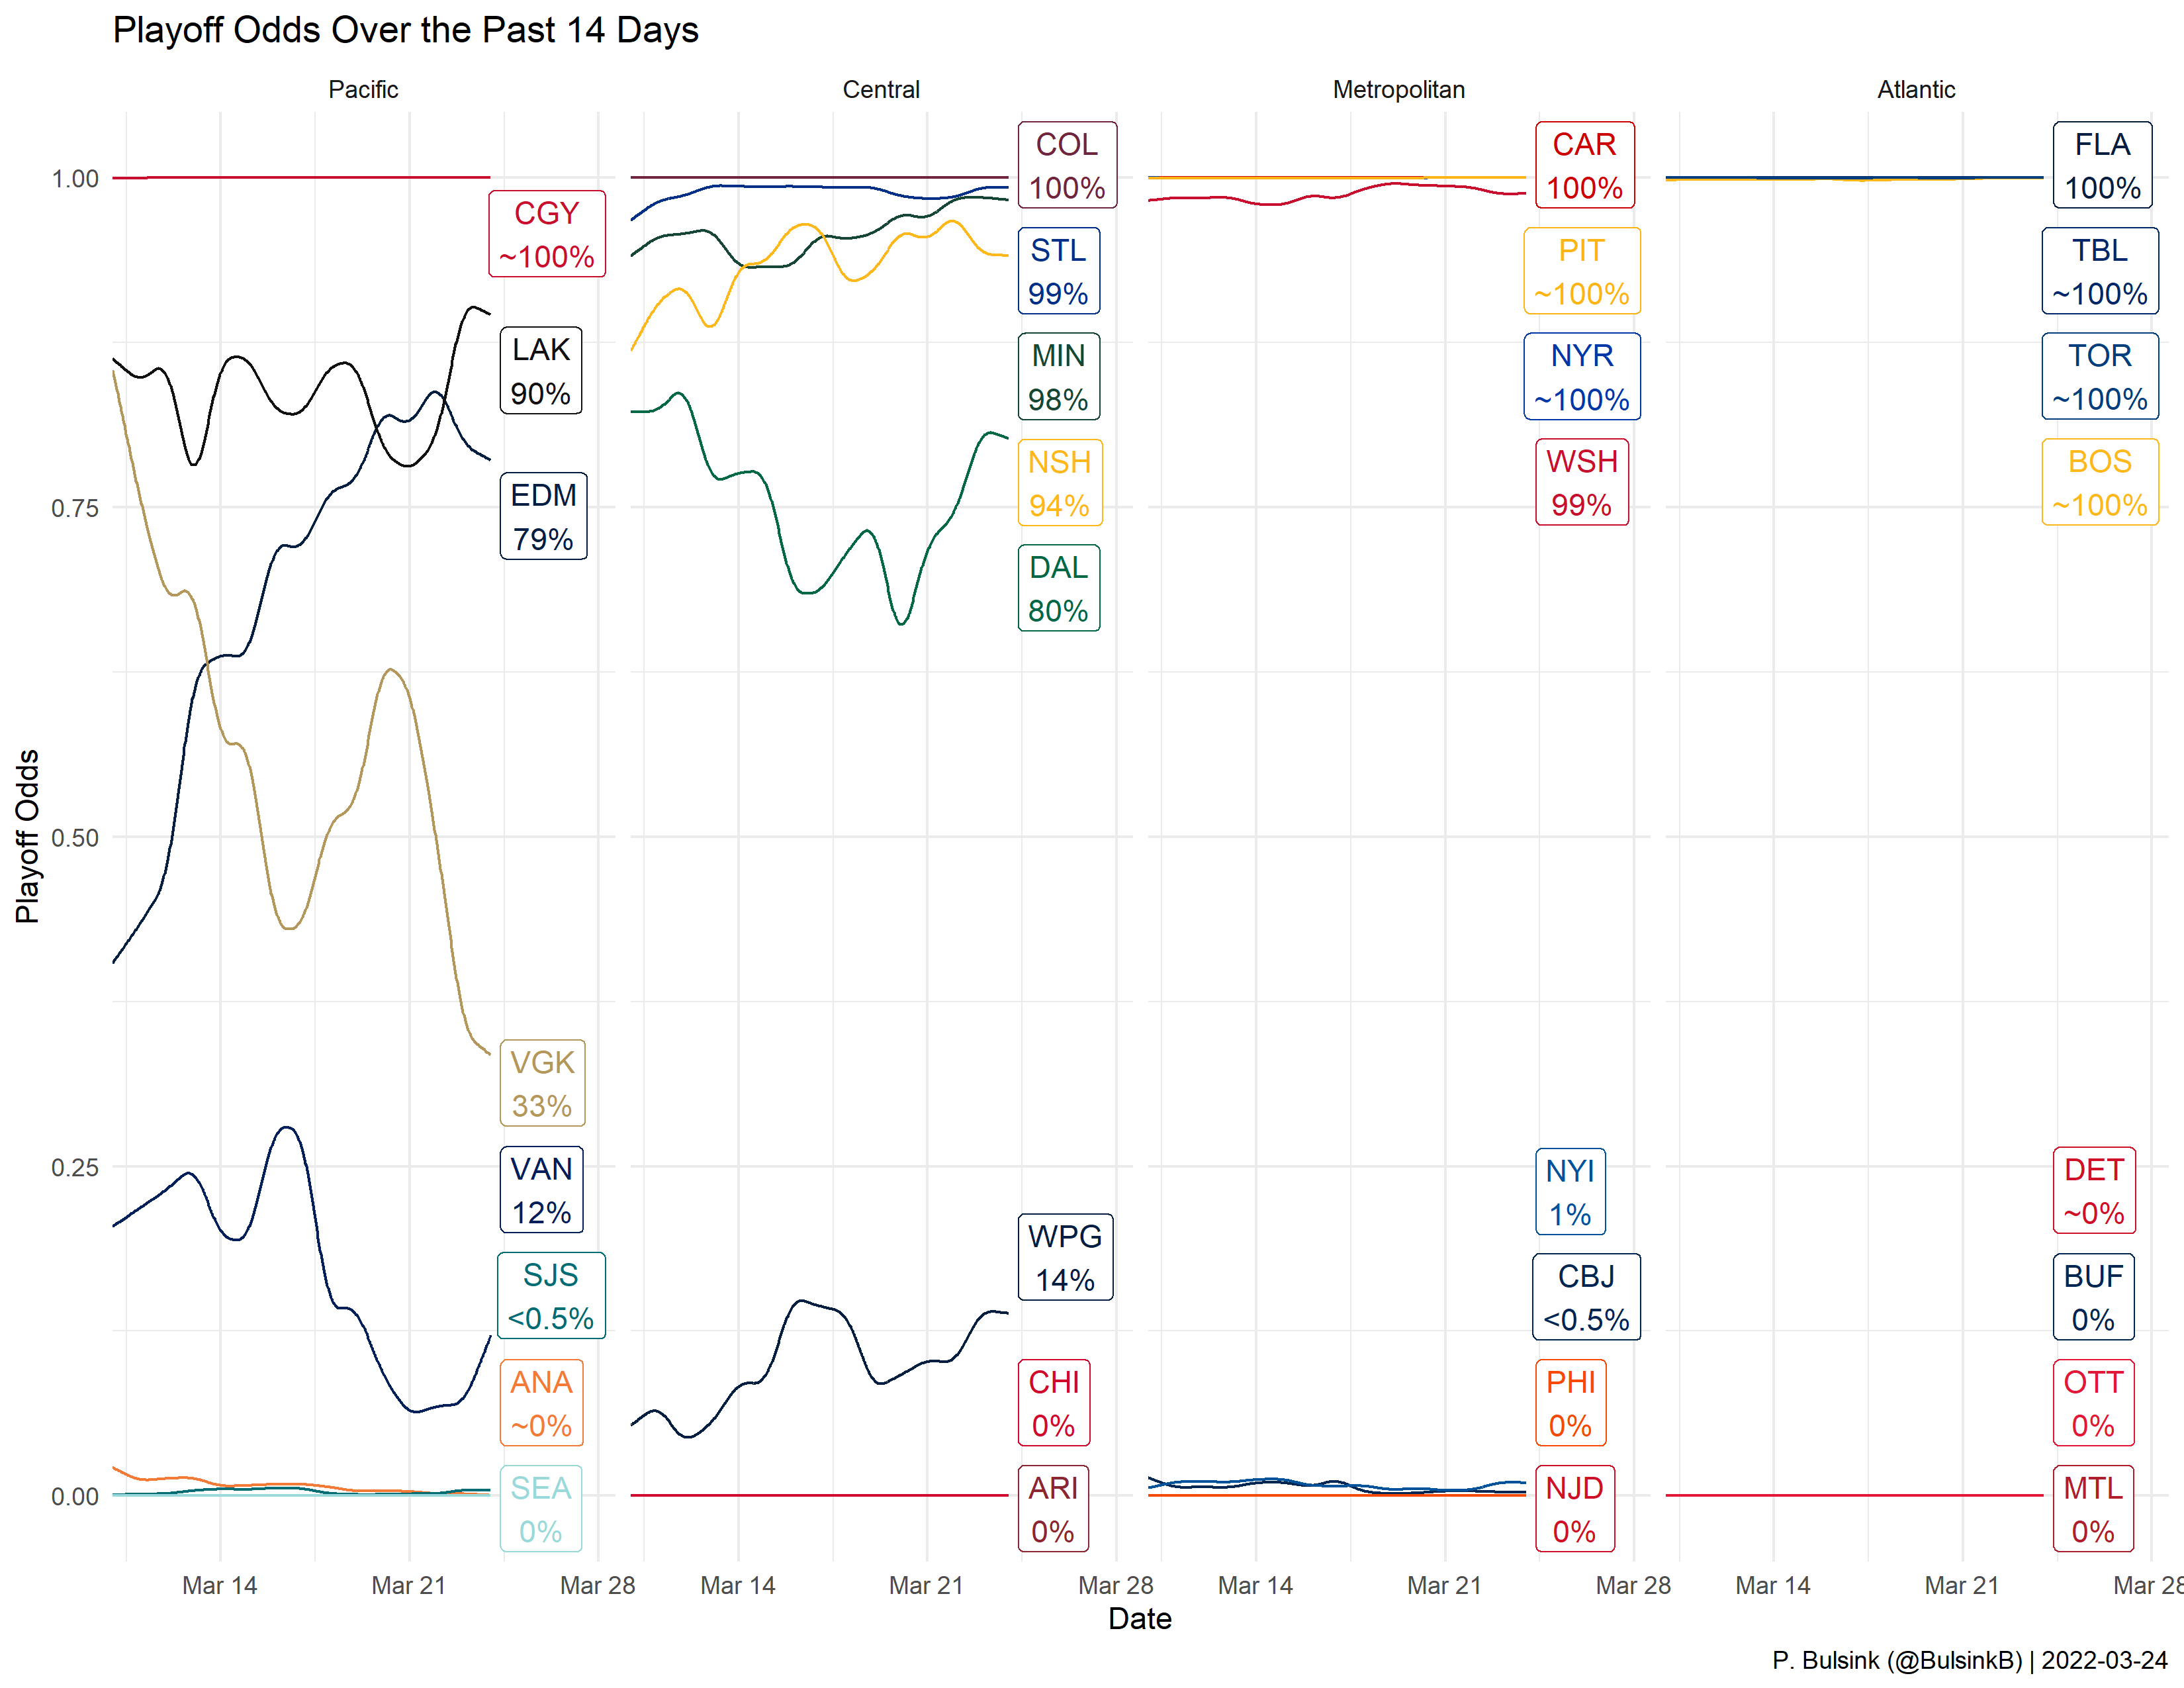 Playoff Odds Over the Past 14 Days
Pacific
Central
Metropolitan
Atlantic
Playoff Odds
1.00
0.75
0.50
0.25
0.00
CGY
~100%
LAK
90%
EDM
79%
VGK
33%
VAN
12%
SJS
<0.5%
ANA
~0%
SEA
0%
COL
100%
STL
99%
MIN
98%
NSH
94%
DAL
80%
WPG
14%
CHI
0%
ARI
0%
CAR
100%
PIT
~100%
NYR
~100%
WSH
99%
NYI
1%
CBJ
<0.5%
PHI
0%
NJD
0%
FLA
100%
TBL
~100%
TOR
~100%
BOS
~100%
DET
~0%
BUF
0%
OTT
0%
MTL
0%
Mar 14 Mar 21 Mar 28 Mar 14 Mar 21 Mar 28 Mar 14 Mar 21 Mar 28 Mar 14 Mar 21 Mar 28
Date
P. Bulsink (@BulsinkB) | 2022-03-24